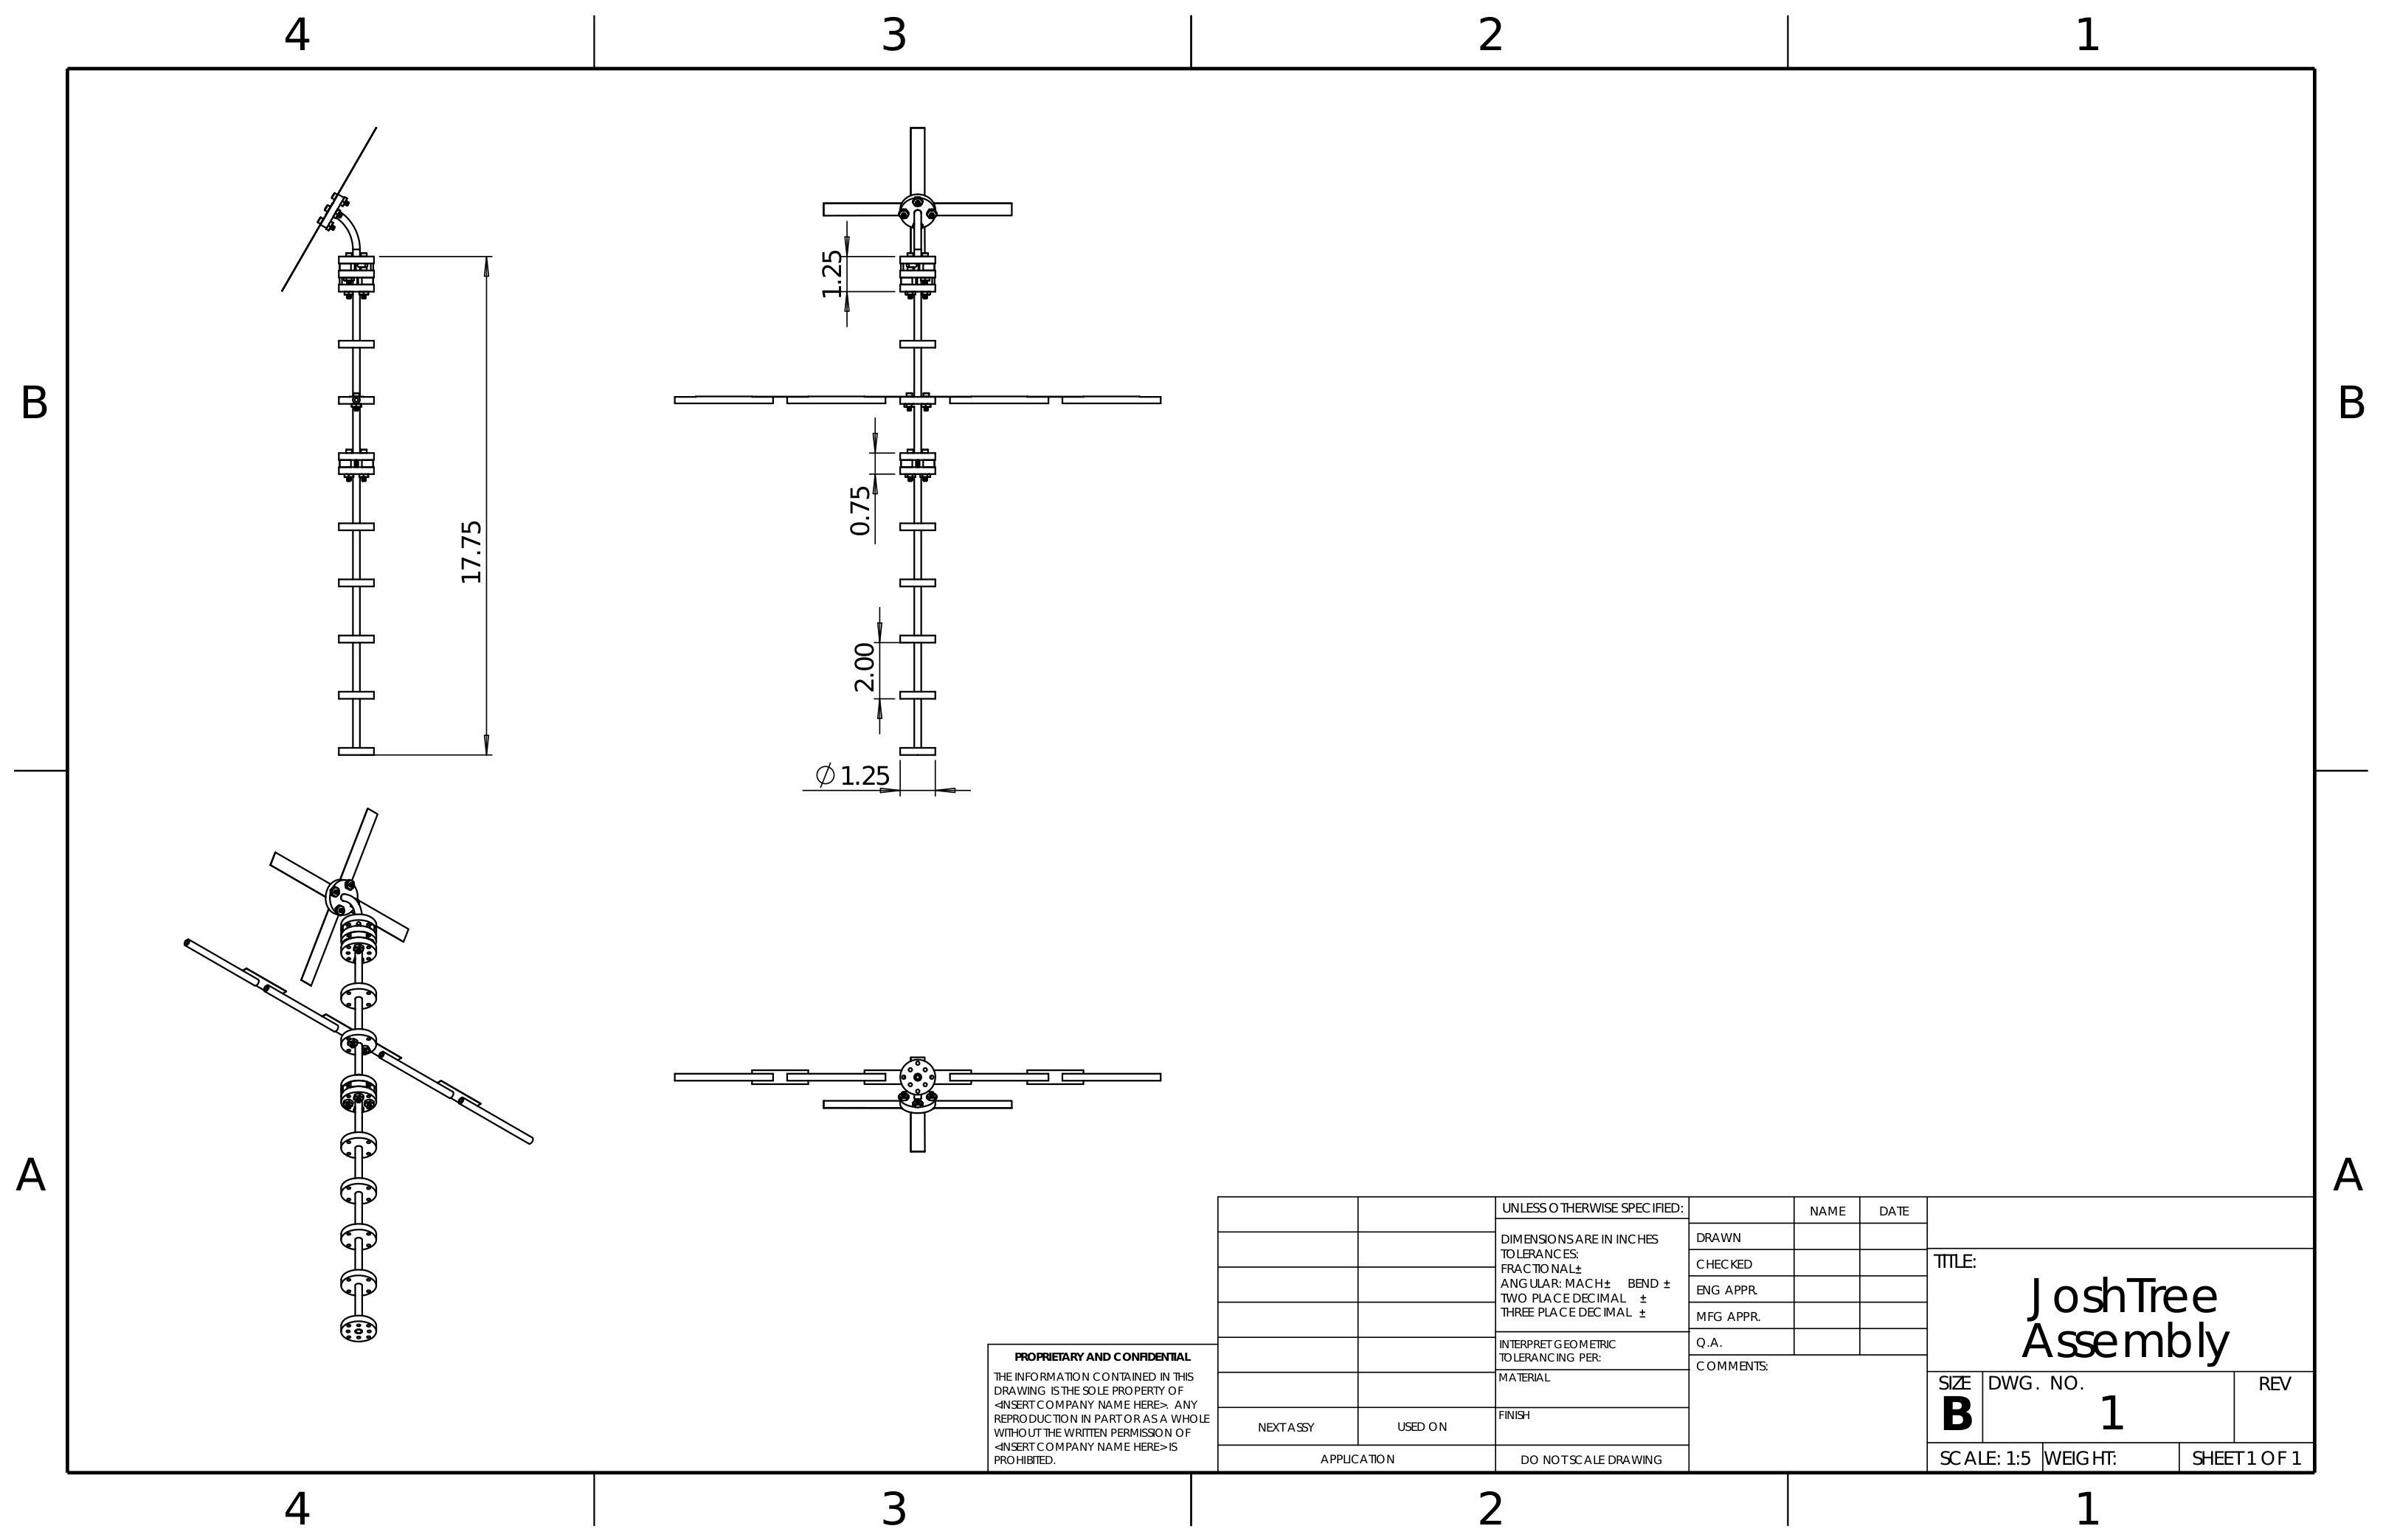 4 3 2 1
B B
1.25
17.75
0.75
2.00
∅ 1.25
A A
PROPRIETARY AND CONFIDENTIAL
THE INFORMATION CONTAINED IN THIS
DRAWING IS THE SOLE PROPERTY OF
<INSERT COMPANY NAME HERE>. ANY
REPRODUCTION IN PART OR AS A WHOLE
WITHOUT THE WRITTEN PERMISSION OF
<INSERT COMPANY NAME HERE> IS
PROHIBITED.
NEXT ASSY USED ON
APPLICATION
UNLESS OTHERWISE SPECIFIED:
DIMENSIONS ARE IN INCHES
TOLERANCES:
FRACTIONAL±
ANGULAR: MACH± BEND ±
TWO PLACE DECIMAL ±
THREE PLACE DECIMAL ±
INTERPRET GEOMETRIC
TOLERANCING PER:
MATERIAL
FINISH
DO NOT SCALE DRAWING
NAME DATE
DRAWN
CHECKED
ENG APPR.
MFG APPR.
Q.A.
COMMENTS:
TITLE:
JoshTree
Assembly
SIZE DWG. NO. REV
B 1
SCALE: 1:5 WEIGHT: SHEET 1 OF 1
4 3 2 1